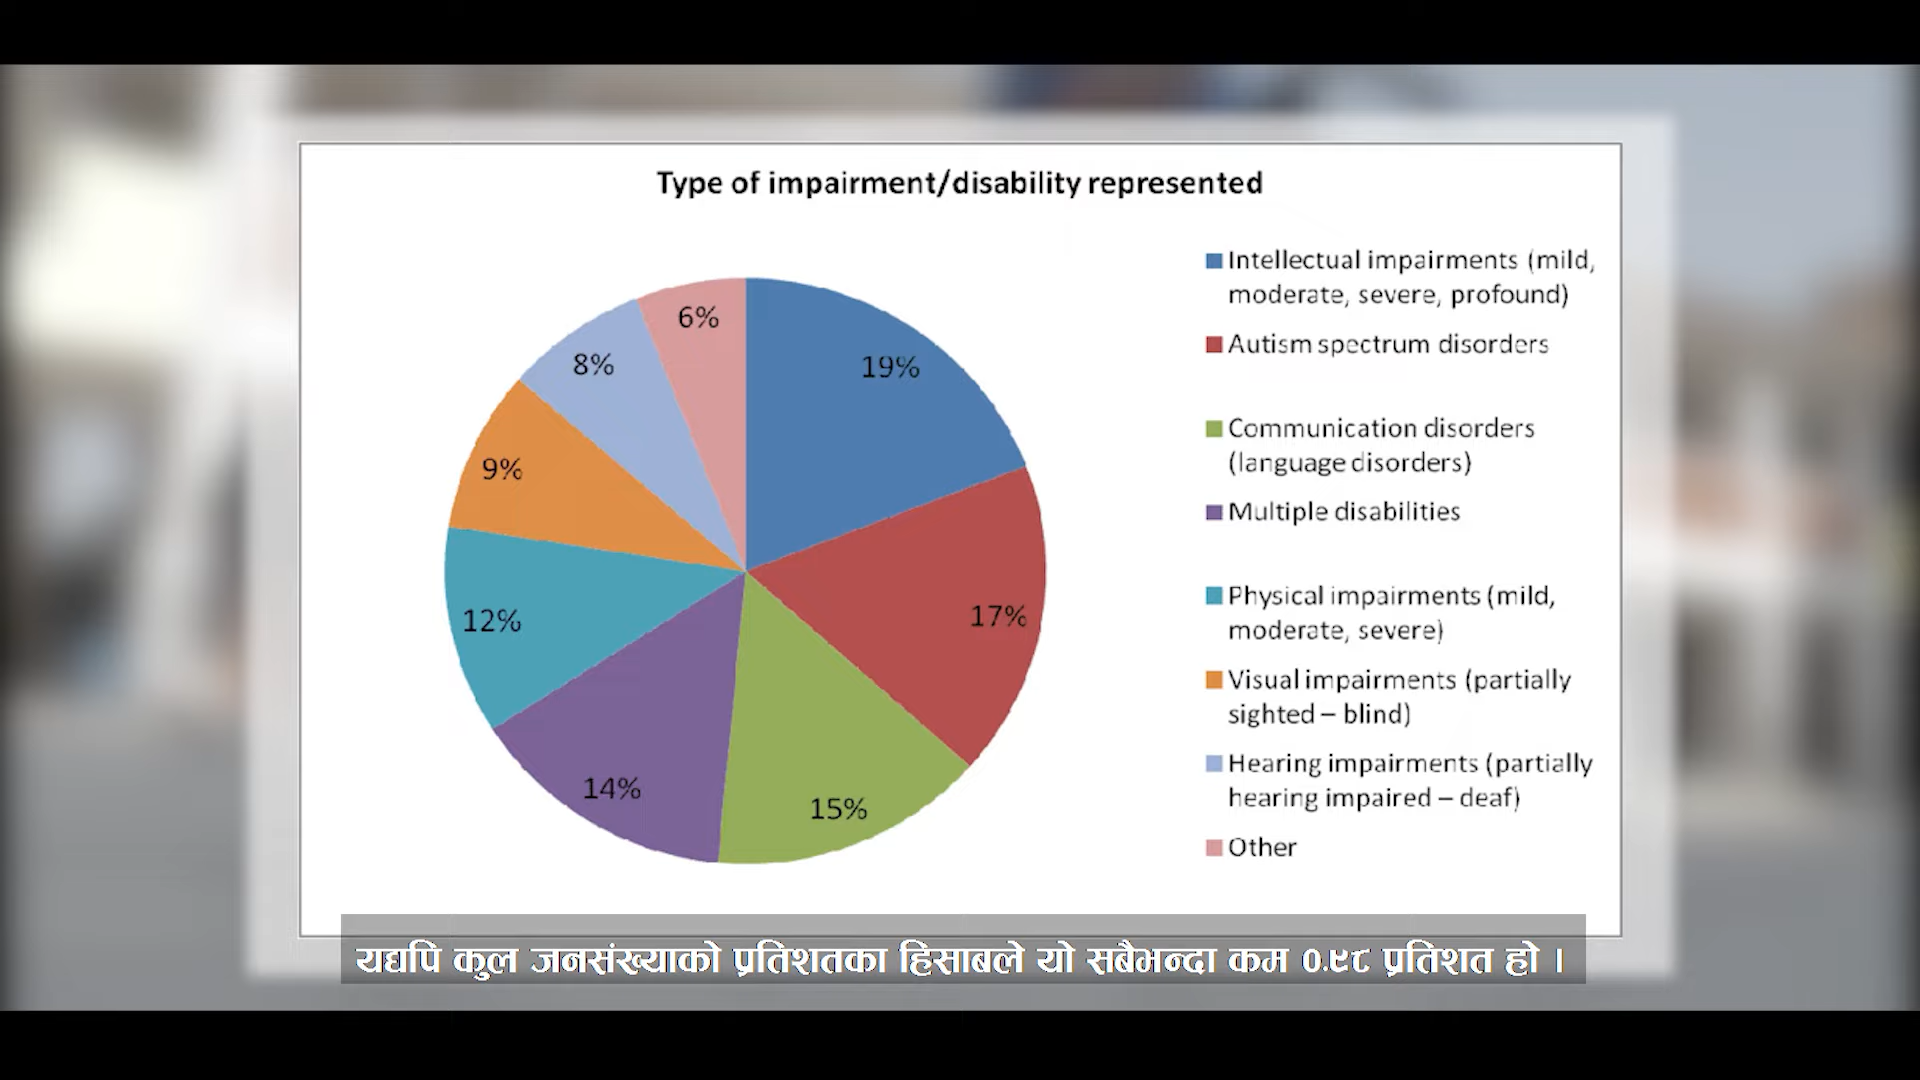 Type of impairment/disability represented
6%
8%
19%
9%
17%
12%
14%
15%
Intellectual impairments (mild,
moderate, severe, profound)
Autism spectrum disorders
Communication disorders
(language disorders)
Multiple disabilities
Physical impairments (mild,
moderate, severe)
Visual impairments (partially
sighted – blind)
Hearing impairments (partially
hearing impaired – deaf)
Other
यद्यपि कुल जनसंख्याको प्रतिशतका हिसाबले यो सबैभन्दा कम ०.९८ प्रतिशत हो ।